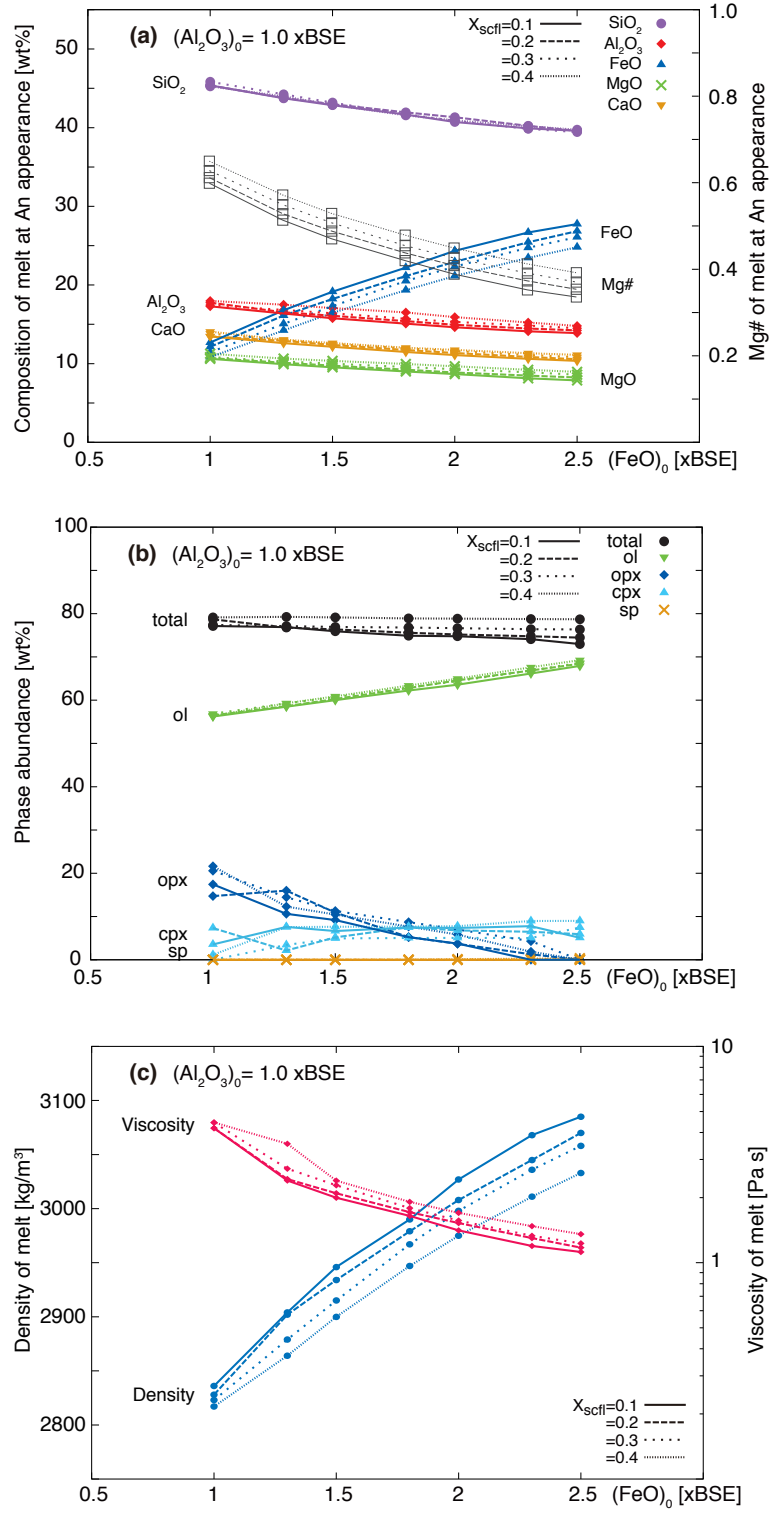 (a) (Al₂O₃)₀= 1.0 xBSE
X_scfl=0.1
=0.2
=0.3
=0.4
SiO₂
Al₂O₃
FeO
MgO
CaO
SiO₂
FeO
Mg#
Al₂O₃
CaO
MgO
Composition of melt at An appearance [wt%]
50
40
30
20
10
0
Mg# of melt at An appearance
1.0
0.8
0.6
0.4
0.2
0.5 1 1.5 2 2.5
(FeO)₀ [xBSE]
(b) (Al₂O₃)₀= 1.0 xBSE
X_scfl=0.1
=0.2
=0.3
=0.4
total
ol
opx
cpx
sp
total
ol
opx
cpx
sp
Phase abundance [wt%]
100
80
60
40
20
0
0.5 1 1.5 2 2.5
(FeO)₀ [xBSE]
(c) (Al₂O₃)₀= 1.0 xBSE
Viscosity
Density
Density of melt [kg/m³]
3100
3000
2900
2800
Viscosity of melt [Pa s]
10
1
X_scfl=0.1
=0.2
=0.3
=0.4
0.5 1 1.5 2 2.5
(FeO)₀ [xBSE]